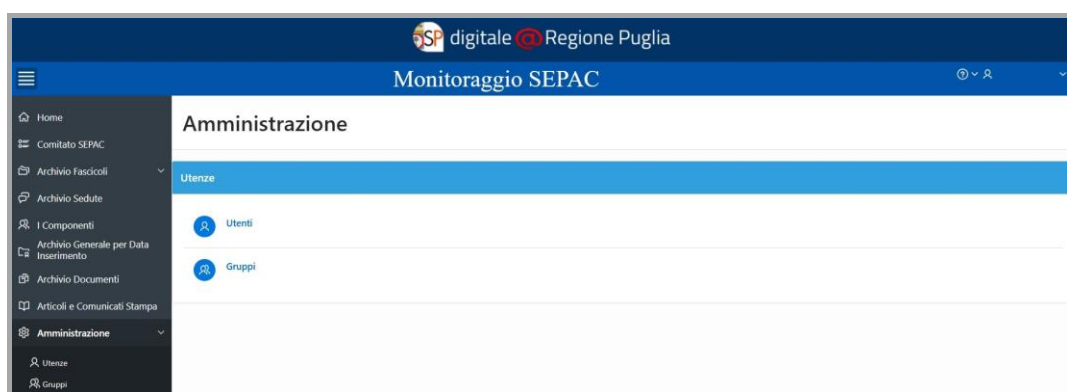 SP digitale@Regione Puglia
Monitoraggio SEPAC
Home
Comitato SEPAC
Archivio Fascicoli
Archivio Sedute
I Componenti
Archivio Generale per Data
Inserimento
Archivio Documenti
Articoli e Comunicati Stampa
Amministrazione
Utenze
Gruppi
Amministrazione
Utenze
Utenti
Gruppi